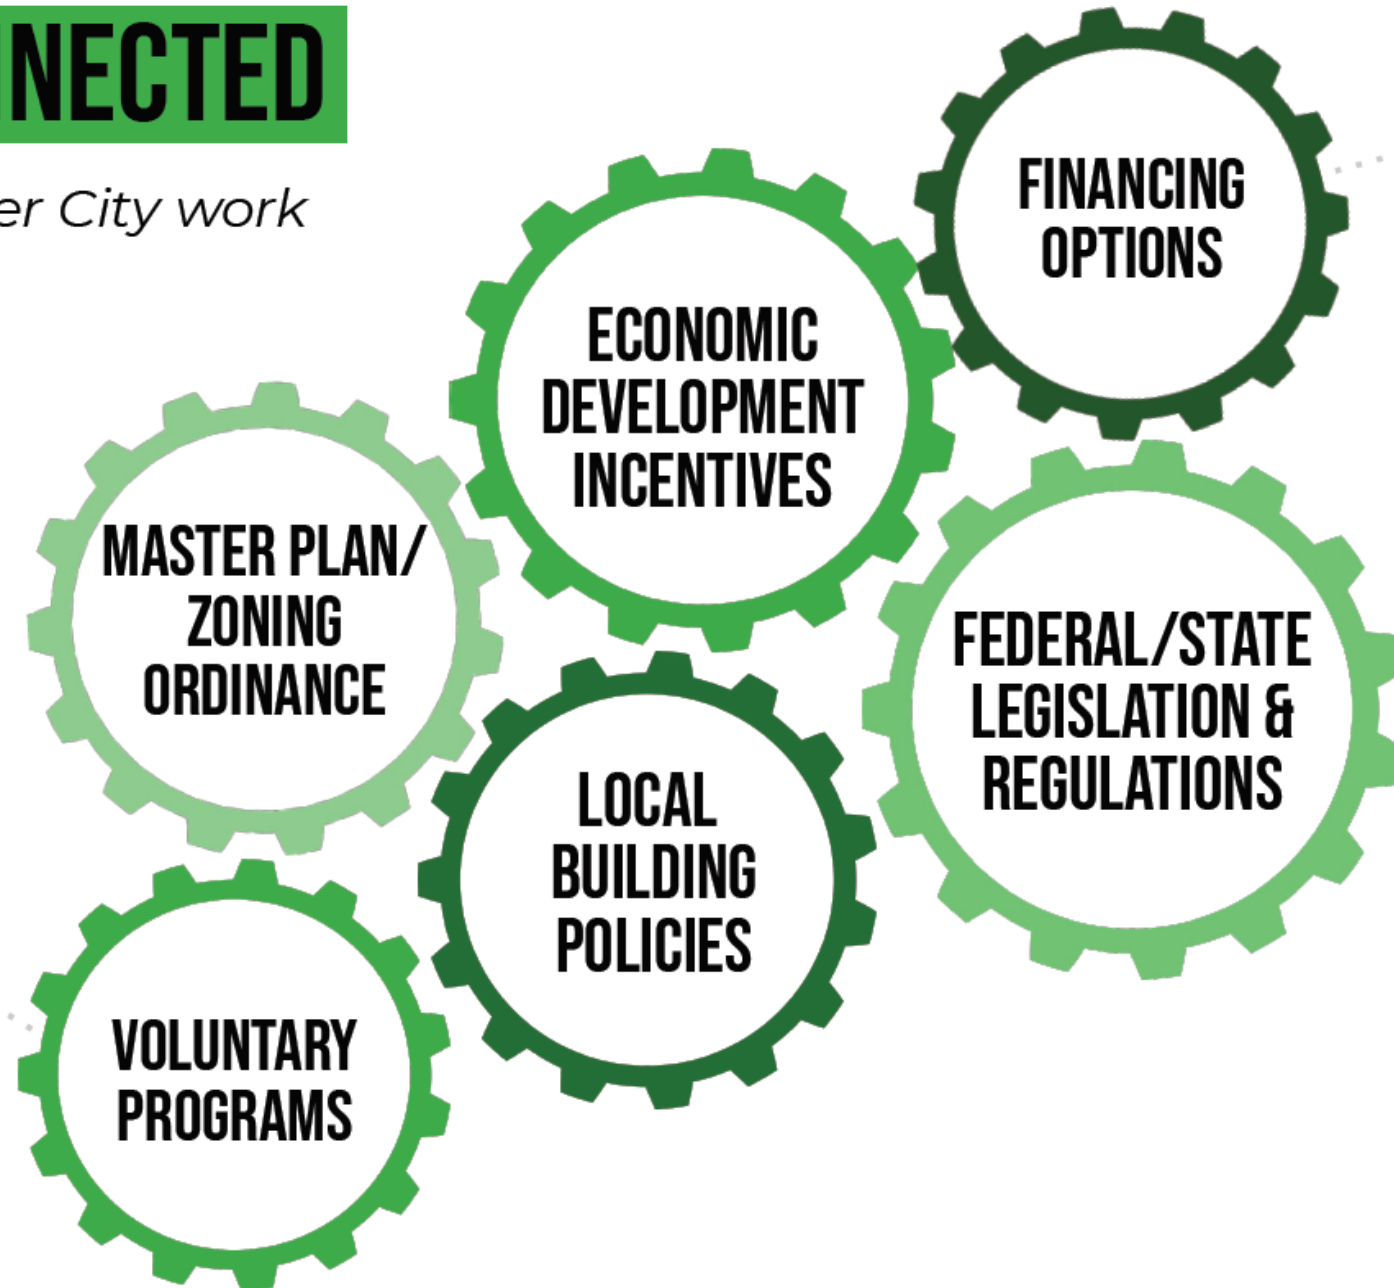 NNECTED
er City work
FINANCING
OPTIONS
ECONOMIC
DEVELOPMENT
INCENTIVES
MASTER PLAN/
ZONING
ORDINANCE
FEDERAL/STATE
LEGISLATION &
REGULATIONS
LOCAL
BUILDING
POLICIES
VOLUNTARY
PROGRAMS